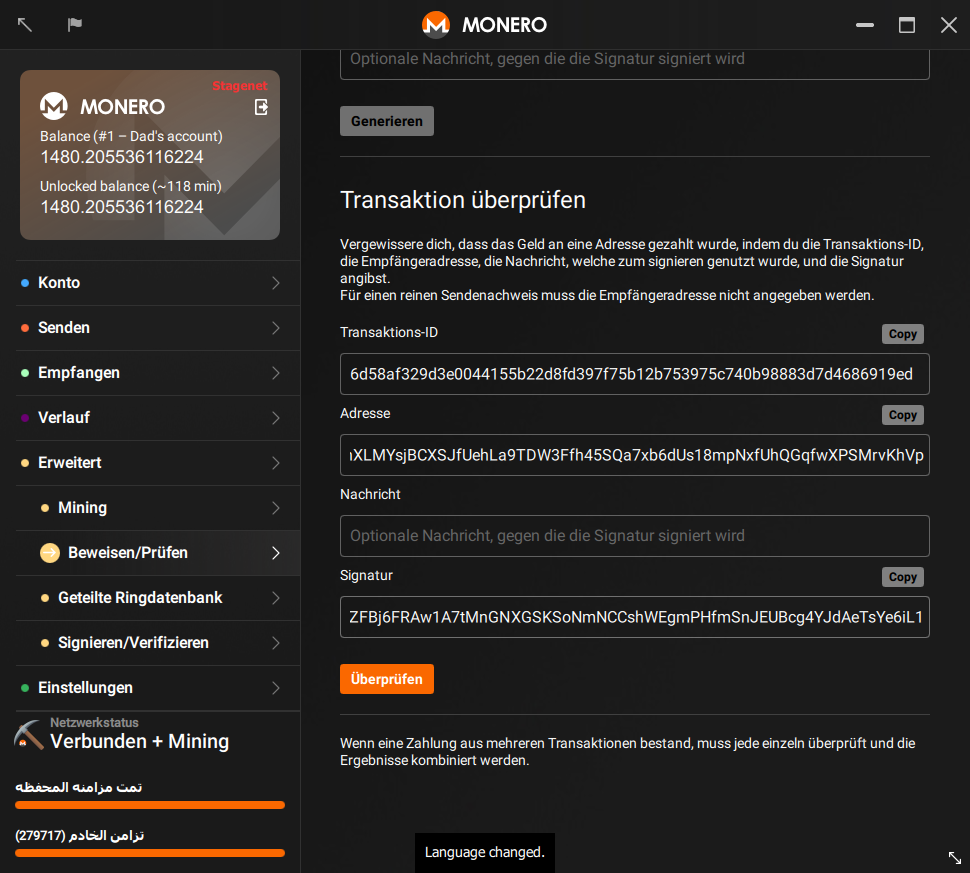 MONERO
Stagenet
MONERO
Balance (#1 – Dad's account)
1480.205536116224
Unlocked balance (~118 min)
1480.205536116224
Konto
Senden
Empfangen
Verlauf
Erweitert
Mining
Beweisen/Prüfen
Geteilte Ringdatenbank
Signieren/Verifizieren
Einstellungen
Netzwerkstatus
Verbunden + Mining
تمت مزامنه المحفظه
تزامن الخادم (279717)
Optionale Nachricht, gegen die die Signatur signiert wird
Generieren
Transaktion überprüfen
Vergewissere dich, dass das Geld an eine Adresse gezahlt wurde, indem du die Transaktions-ID,
die Empfängeradresse, die Nachricht, welche zum signieren genutzt wurde, und die Signatur
angibst.
Für einen reinen Sendenachweis muss die Empfängeradresse nicht angegeben werden.
Transaktions-ID
Copy
6d58af329d3e0044155b22d8fd397f75b12b753975c740b98883d7d4686919ed
Adresse
Copy
XLMYsjBCXSJfUehLa9TDW3Ffh45SQa7xb6dUs18mpNxfUhQGqfwXPSMrvKhVp
Nachricht
Optionale Nachricht, gegen die die Signatur signiert wird
Signatur
Copy
ZFBj6FRAw1A7tMnGNXGSKSoNmNCCshWEgmPHfmSnJEUBcg4YJdAeTsYe6iL1
Überprüfen
Wenn eine Zahlung aus mehreren Transaktionen bestand, muss jede einzeln überprüft und die
Ergebnisse kombiniert werden.
Language changed.